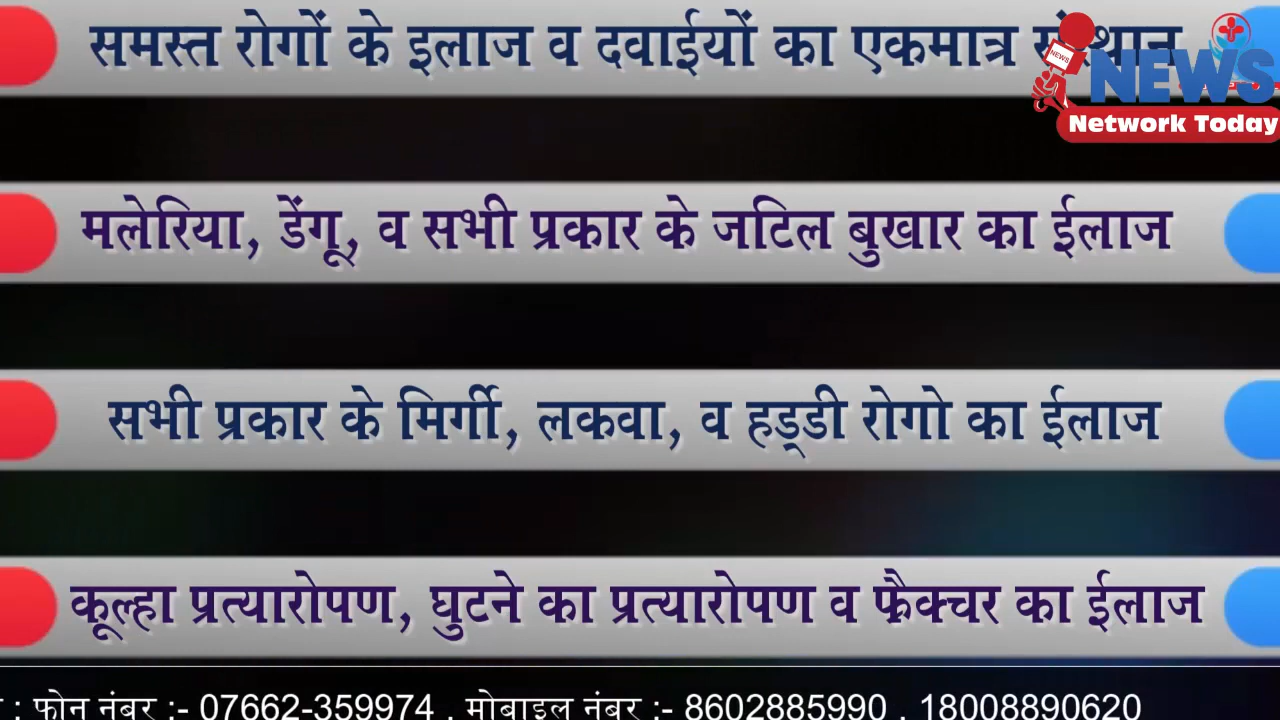 समस्त रोगों के इलाज व दवाईयों का एकमात्र संस्थान
NEWS
NEWS
Network Today
मलेरिया, डेंगू, व सभी प्रकार के जटिल बुखार का ईलाज
सभी प्रकार के मिर्गी, लकवा, व हड्डी रोगो का ईलाज
कूल्हा प्रत्यारोपण, घुटने का प्रत्यारोपण व फ्रैक्चर का ईलाज
: फोन नंबर :- 07662-359974 , मोबाइल नंबर :- 8602885990 , 18008890620